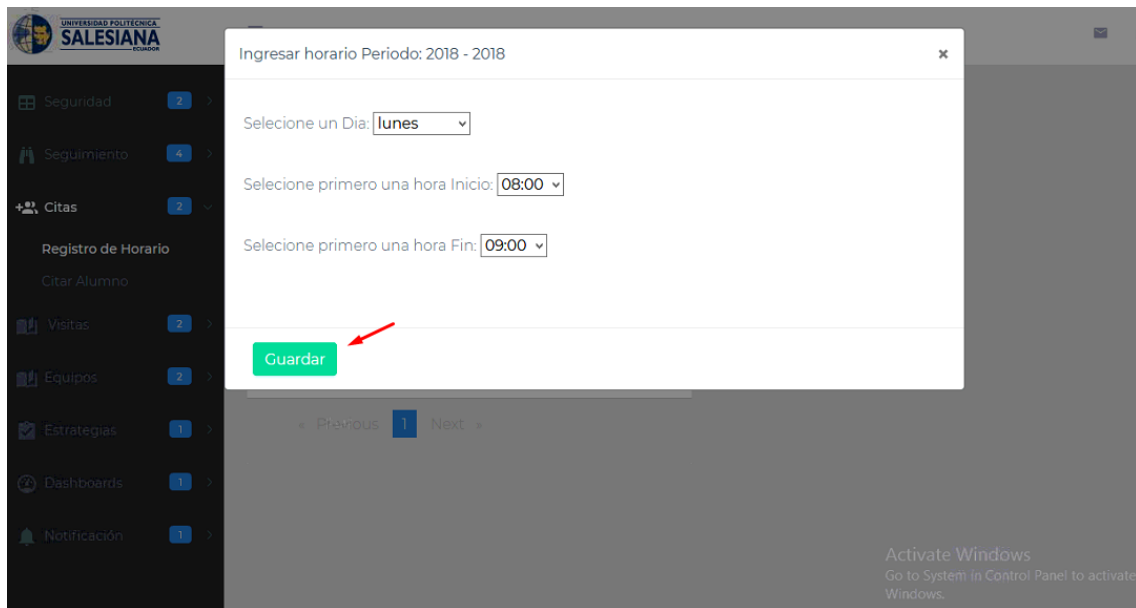 UNIVERSIDAD POLITÉCNICA
SALESIANA
ECUADOR
Ingresar horario Periodo: 2018 - 2018
×
Seguridad 2
Seguimiento 4
Citas 2
Registro de Horario
Citar Alumno
Visitas 2
Equipos 2
Estrategias 1
Dashboards 1
Notificación 1
Selecione un Dia: lunes
Selecione primero una hora Inicio: 08:00
Selecione primero una hora Fin: 09:00
Guardar
« Previous 1 Next »
Activate Windows
Go to System in Control Panel to activate
Windows.